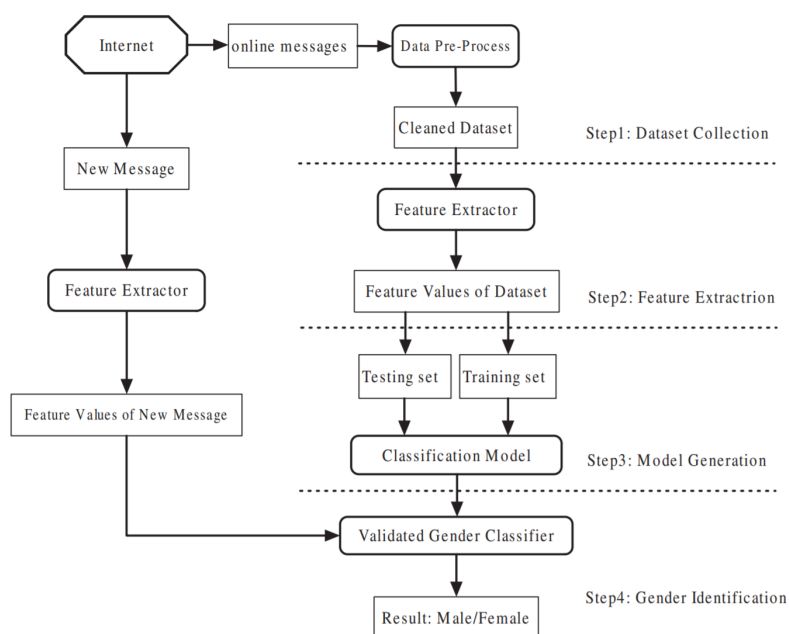 Internet
online messages
Data Pre-Process
Cleaned Dataset
Step1: Dataset Collection
New Message
Feature Extractor
Feature Extractor
Feature Values of Dataset
Step2: Feature Extractrion
Testing set
Training set
Feature Values of New Message
Classification Model
Step3: Model Generation
Validated Gender Classifier
Step4: Gender Identification
Result: Male/Female